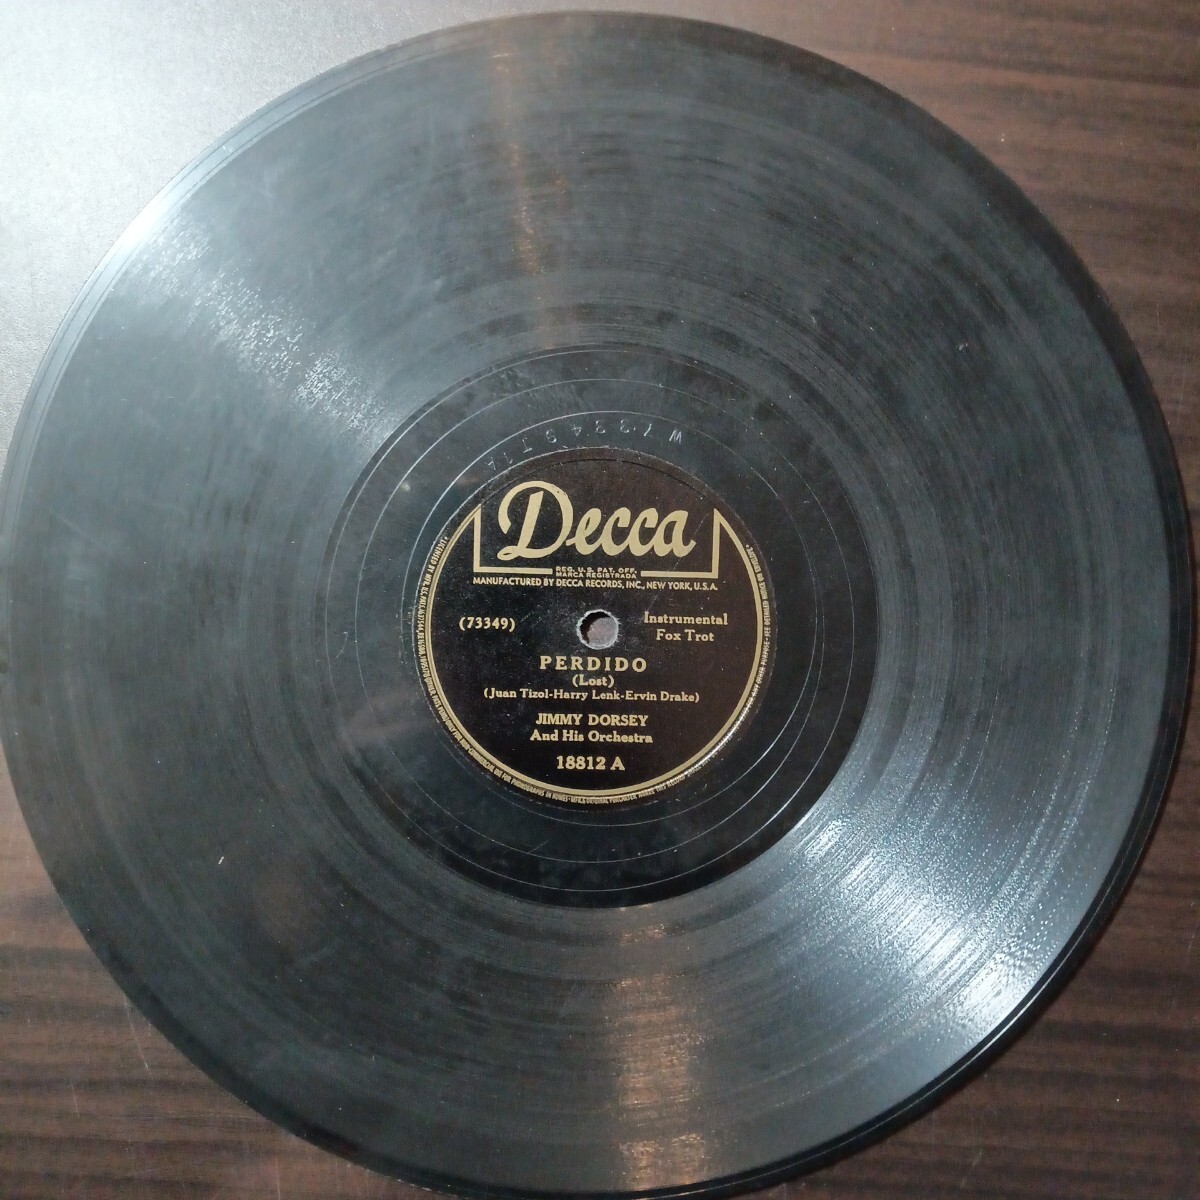 W73349T1A
Decca
REG. U.S. PAT. OFF.
MARCA REGISTRADA
MANUFACTURED BY DECCA RECORDS, INC., NEW YORK, U.S.A.
(73349)
Instrumental
Fox Trot
PERDIDO
(Lost)
(Juan Tizol-Harry Lenk-Ervin Drake)
JIMMY DORSEY
And His Orchestra
18812 A